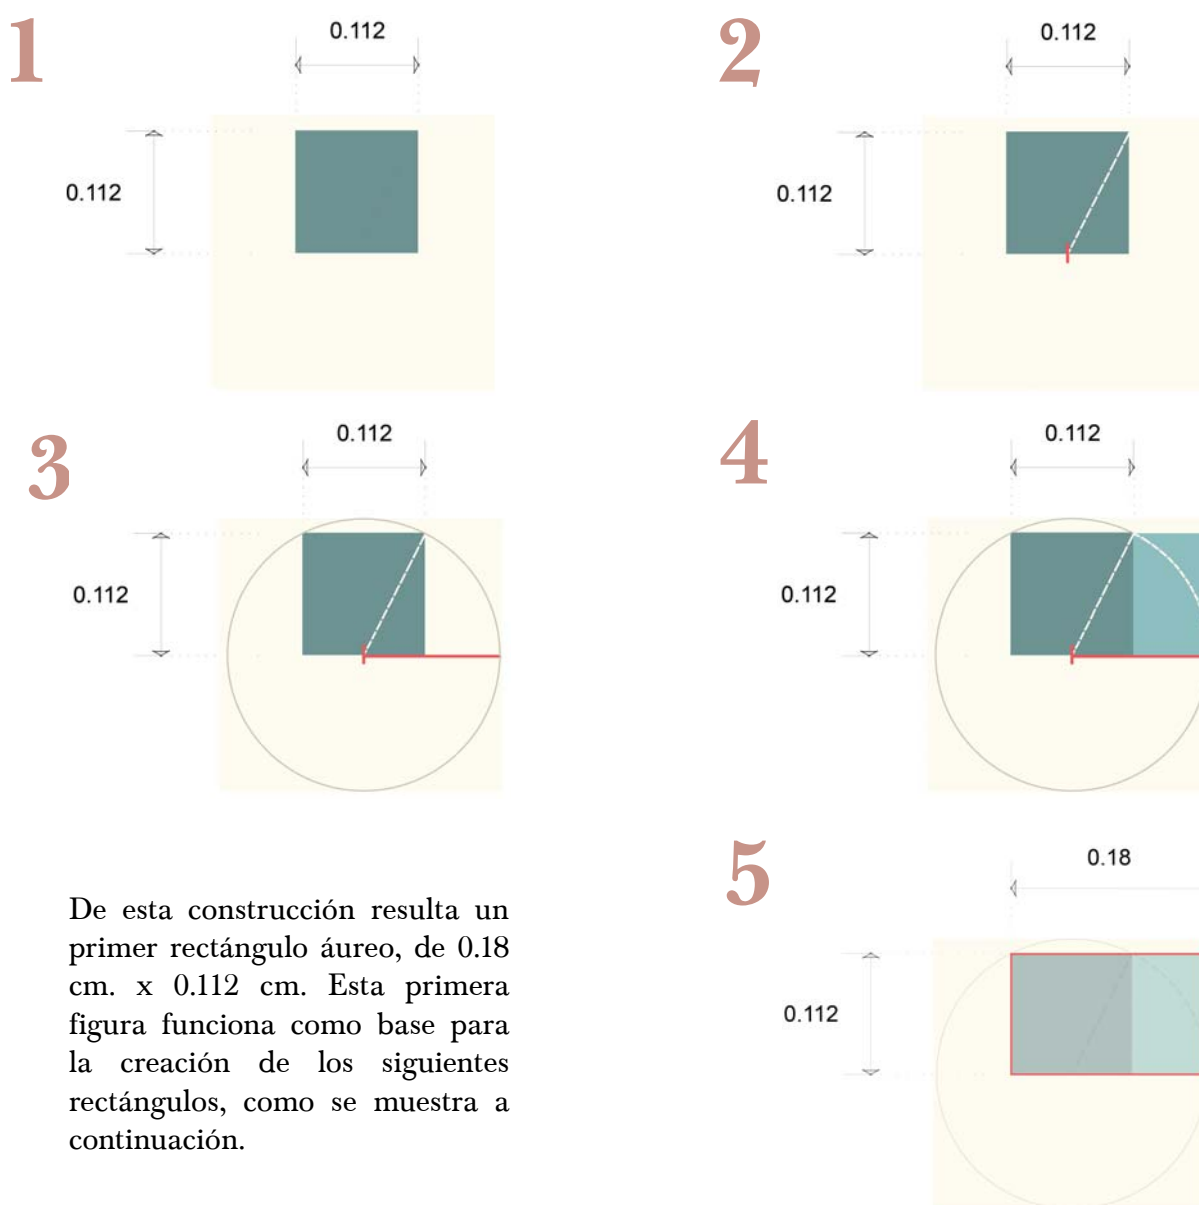 1
0.112
0.112
2
0.112
0.112
3
0.112
0.112
4
0.112
0.112
De esta construcción resulta un
primer rectángulo áureo, de 0.18
cm. x 0.112 cm. Esta primera
figura funciona como base para
la creación de los siguientes
rectángulos, como se muestra a
continuación.
5
0.18
0.112